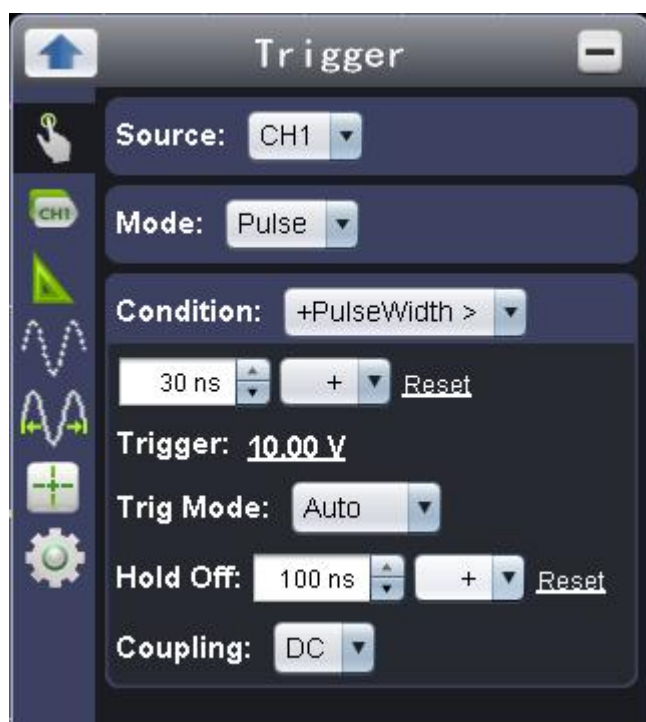 Trigger
Source: CH1
CH1
Mode: Pulse
Condition: +PulseWidth >
30 ns + Reset
Trigger: 10.00 V
Trig Mode: Auto
Hold Off: 100 ns + Reset
Coupling: DC